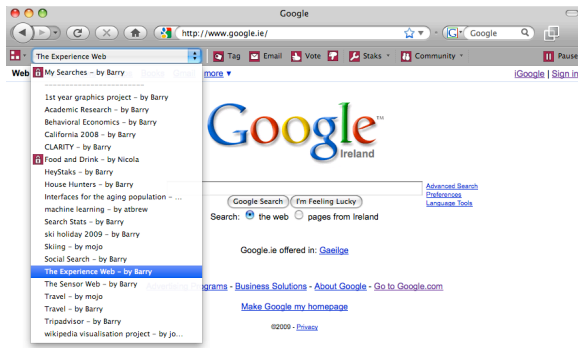 Google
http://www.google.ie/
G Google
The Experience Web
Tag Email Vote Staks Community Pause
Web more ▼ iGoogle | Sign in
My Searches - by Barry
------------------------
1st year graphics project - by Barry
Academic Research - by Barry
Behavioral Economics - by Barry
California 2008 - by Barry
CLARITY - by Barry
Food and Drink - by Nicola
HeyStaks - by Barry
House Hunters - by Barry
Interfaces for the aging population - ...
machine learning - by atbrew
Search Stats - by Barry
ski holiday 2009 - by Barry
Skiing - by mojo
Social Search - by Barry
The Experience Web - by Barry
The Sensor Web - by Barry
Travel - by mojo
Travel - by Barry
Tripadvisor - by Barry
wikipedia visualisation project - by jo...
Google™
Ireland
Advanced Search
Preferences
Language Tools
Google Search I'm Feeling Lucky
Search: the web pages from Ireland
Google.ie offered in: Gaeilge
grams - Business Solutions - About Google - Go to Google.com
Make Google my homepage
©2009 - Privacy